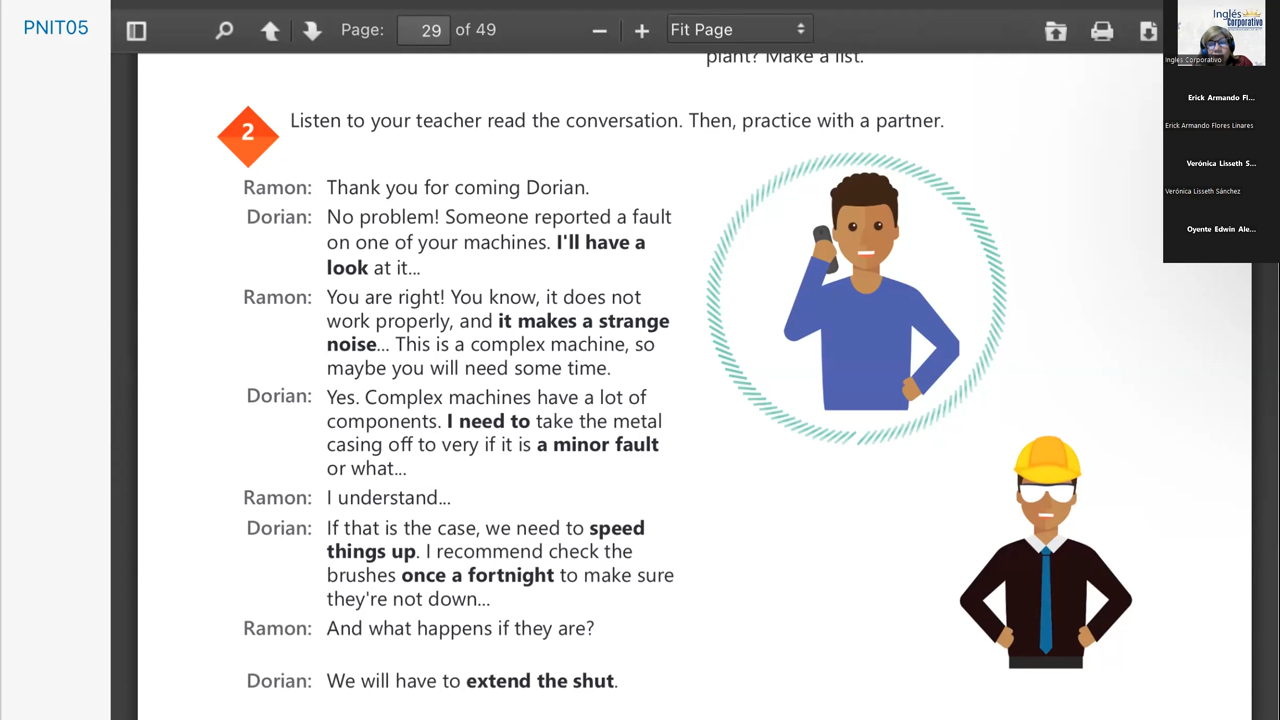 PNIT05
Page: 29 of 49
Fit Page
Inglés
Corporativo
Inglés Corporativo
Erick Armando Fl...
Erick Armando Flores Linares
Verónica Lisseth S...
Verónica Lisseth Sánchez
Oyente Edwin Ale...
plant? Make a list.
2 Listen to your teacher read the conversation. Then, practice with a partner.
Ramon: Thank you for coming Dorian.
Dorian: No problem! Someone reported a fault
on one of your machines. I'll have a
look at it...
Ramon: You are right! You know, it does not
work properly, and it makes a strange
noise... This is a complex machine, so
maybe you will need some time.
Dorian: Yes. Complex machines have a lot of
components. I need to take the metal
casing off to very if it is a minor fault
or what...
Ramon: I understand...
Dorian: If that is the case, we need to speed
things up. I recommend check the
brushes once a fortnight to make sure
they're not down...
Ramon: And what happens if they are?
Dorian: We will have to extend the shut.